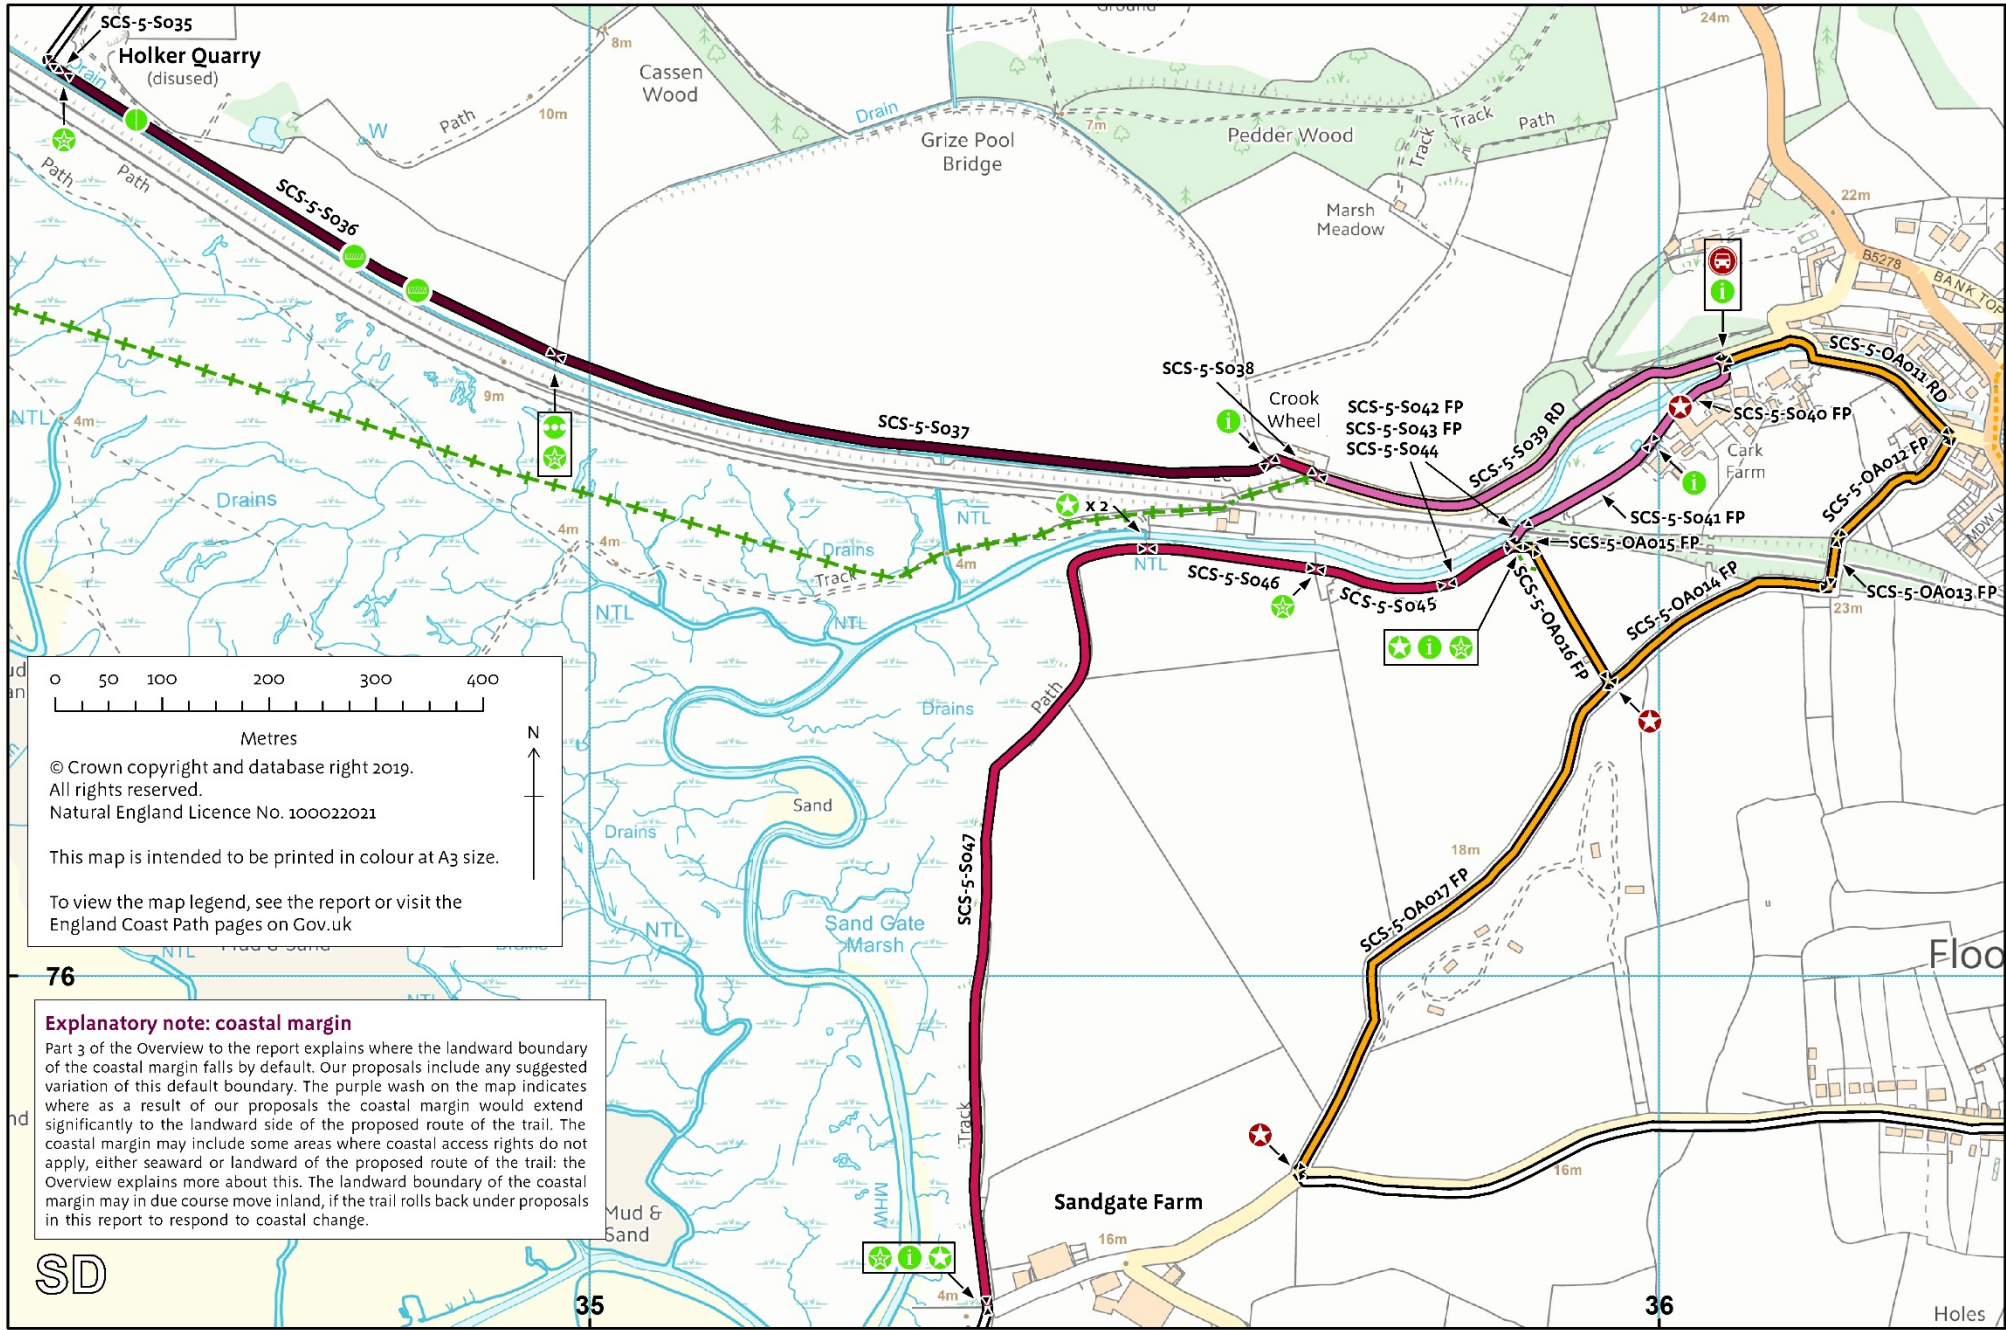 Ground
24m
SCS-5-S035
Holker Quarry
(disused)
Drain
8m
Cassen
Wood
10m
Path
W
Drain
7m
Grize Pool
Bridge
Pedder Wood
Track
Track
Path
Path
Path
SCS-5-S036
Marsh
Meadow
22m
B5278
BANK TOP
i
9m
NTL
4m
SCS-5-S037
SCS-5-S038
Crook
Wheel
i
SCS-5-S042 FP
SCS-5-S043 FP
SCS-5-S044
SCS-5-S039 RD
SCS-5-OA011 RD
SCS-5-S040 FP
Cark
Farm
i
SCS-5-OA012 FP
SCS-5-S041 FP
SCS-5-OA015 FP
MDW V
LC
x 2
Drains
NTL
4m
4m
Drains
4m
Track
NTL
SCS-5-S046
SCS-5-S045
SCS-5-OA016 FP
SCS-5-OA014 FP
SCS-5-OA013 FP
23m
NTL
NTL
i
0 50 100 200 300 400
Metres
N
© Crown copyright and database right 2019.
All rights reserved.
Natural England Licence No. 100022021
This map is intended to be printed in colour at A3 size.
To view the map legend, see the report or visit the
England Coast Path pages on Gov.uk
Path
Drains
Sand
Drains
SCS-5-S047
18m
SCS-5-OA017 FP
NTL
Sand Gate
Marsh
Mud & Sand
Drains
NTL
NTL
Floo
76
Explanatory note: coastal margin
Part 3 of the Overview to the report explains where the landward boundary
of the coastal margin falls by default. Our proposals include any suggested
variation of this default boundary. The purple wash on the map indicates
where as a result of our proposals the coastal margin would extend
significantly to the landward side of the proposed route of the trail. The
coastal margin may include some areas where coastal access rights do not
apply, either seaward or landward of the proposed route of the trail: the
Overview explains more about this. The landward boundary of the coastal
margin may in due course move inland, if the trail rolls back under proposals
in this report to respond to coastal change.
Track
MHW
Mud &
Sand
Sandgate Farm
16m
16m
i
4m
SD
35
36
Holes